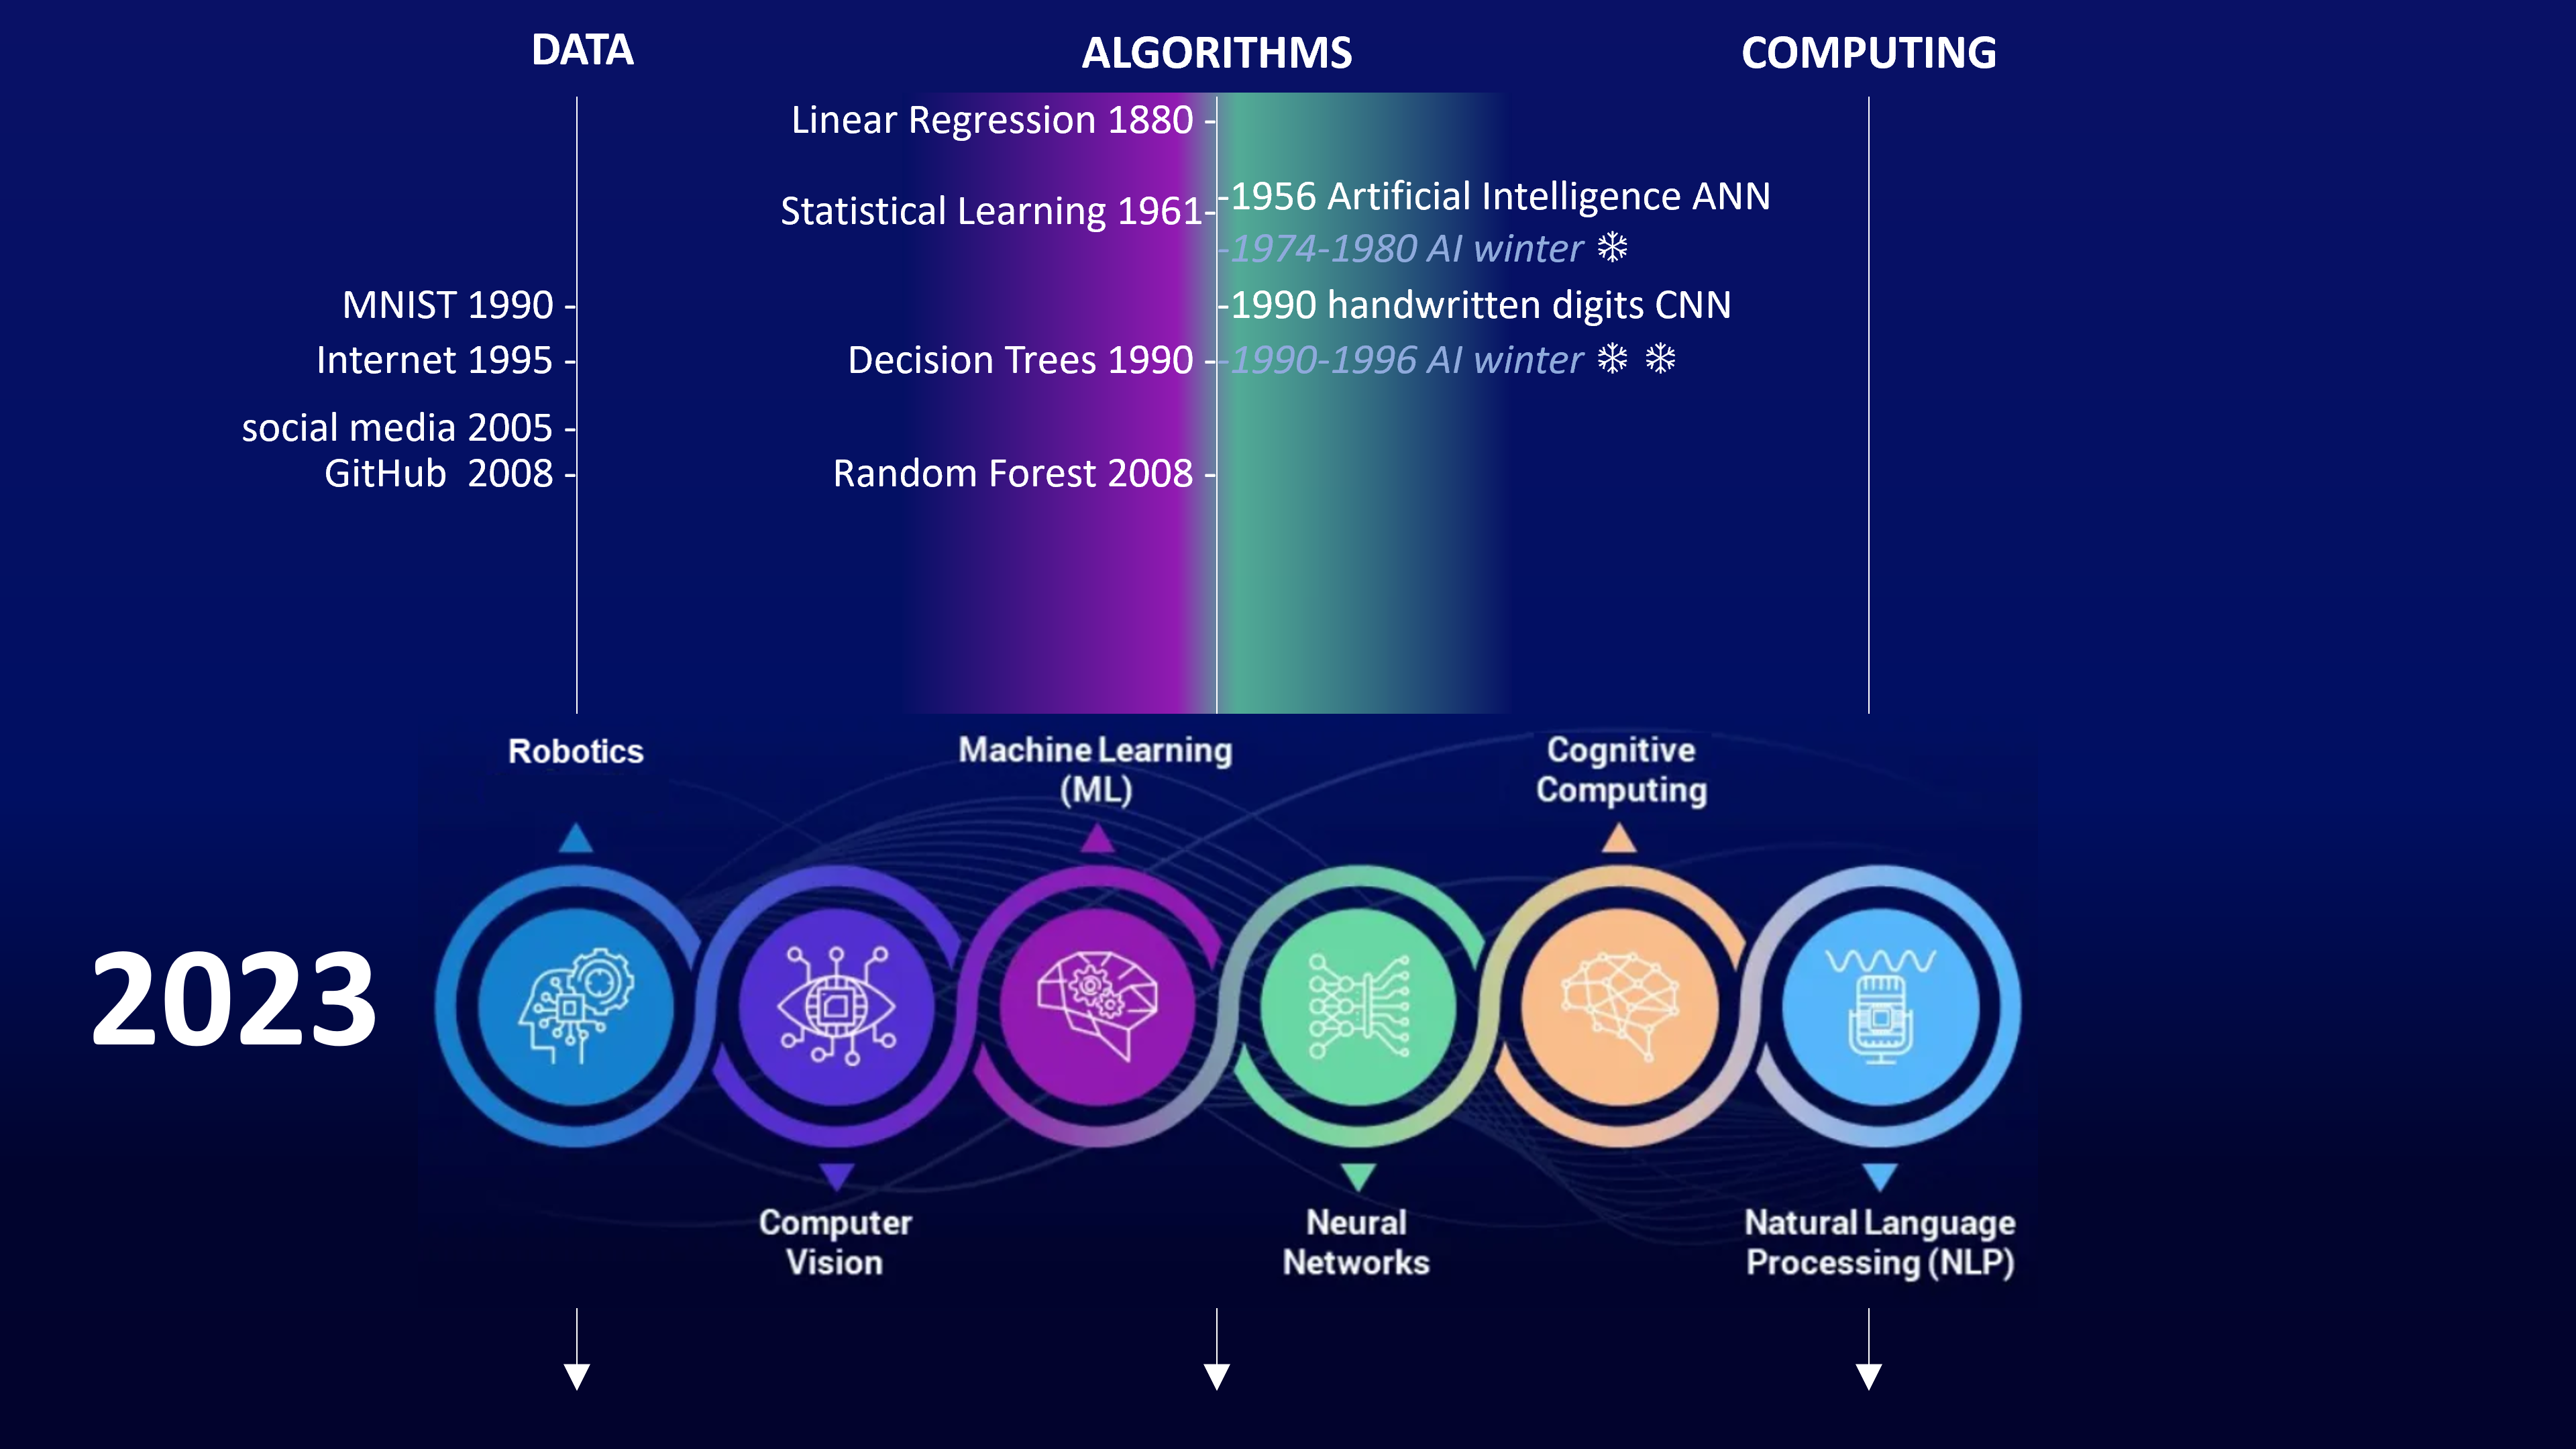 DATA
ALGORITHMS
COMPUTING
Linear Regression 1880 -
-1956 Artificial Intelligence ANN
Statistical Learning 1961-
-1974-1980 AI winter ❄
MNIST 1990 -
-1990 handwritten digits CNN
Internet 1995 -
Decision Trees 1990 -
-1990-1996 AI winter ❄ ❄
social media 2005 -
GitHub 2008 -
Random Forest 2008 -
Robotics
Machine Learning
(ML)
Cognitive
Computing
2023
Computer
Vision
Neural
Networks
Natural Language
Processing (NLP)